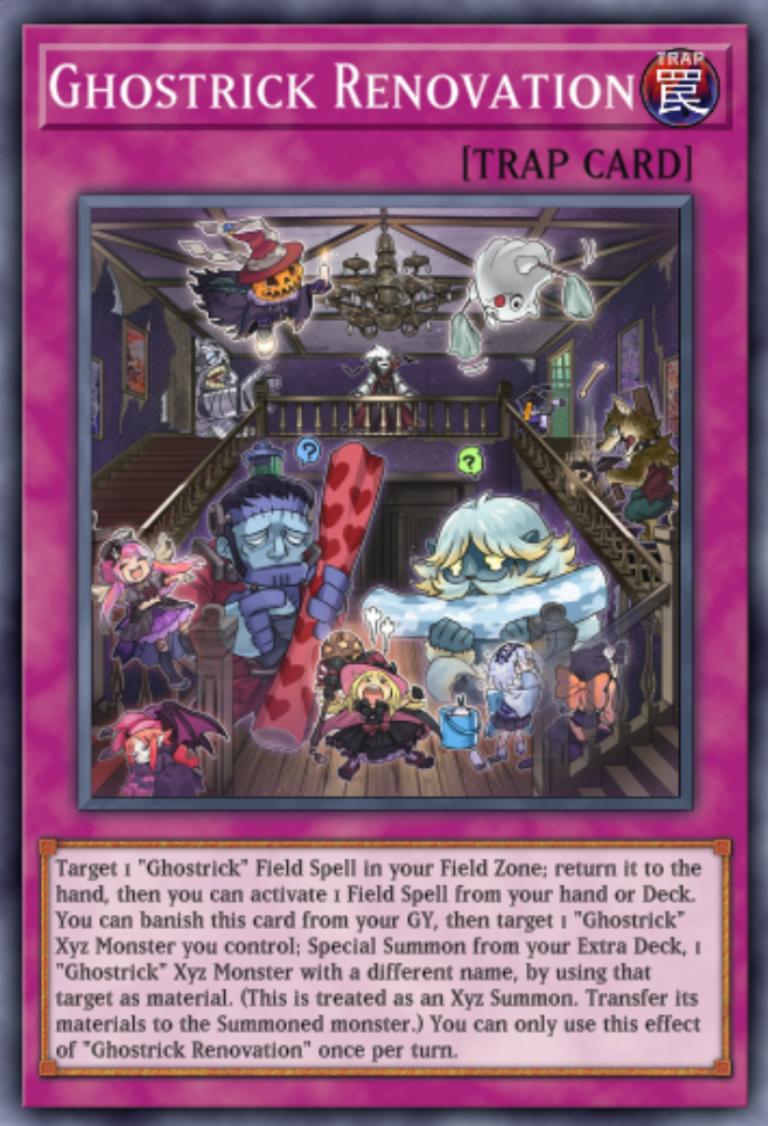 GHOSTRICK RENOVATION
TRAP
罠
[TRAP CARD]
?
?
Target 1 "Ghostrick" Field Spell in your Field Zone; return it to the
hand, then you can activate 1 Field Spell from your hand or Deck.
You can banish this card from your GY, then target 1 "Ghostrick"
Xyz Monster you control; Special Summon from your Extra Deck, 1
"Ghostrick" Xyz Monster with a different name, by using that
target as material. (This is treated as an Xyz Summon. Transfer its
materials to the Summoned monster.) You can only use this effect
of "Ghostrick Renovation" once per turn.